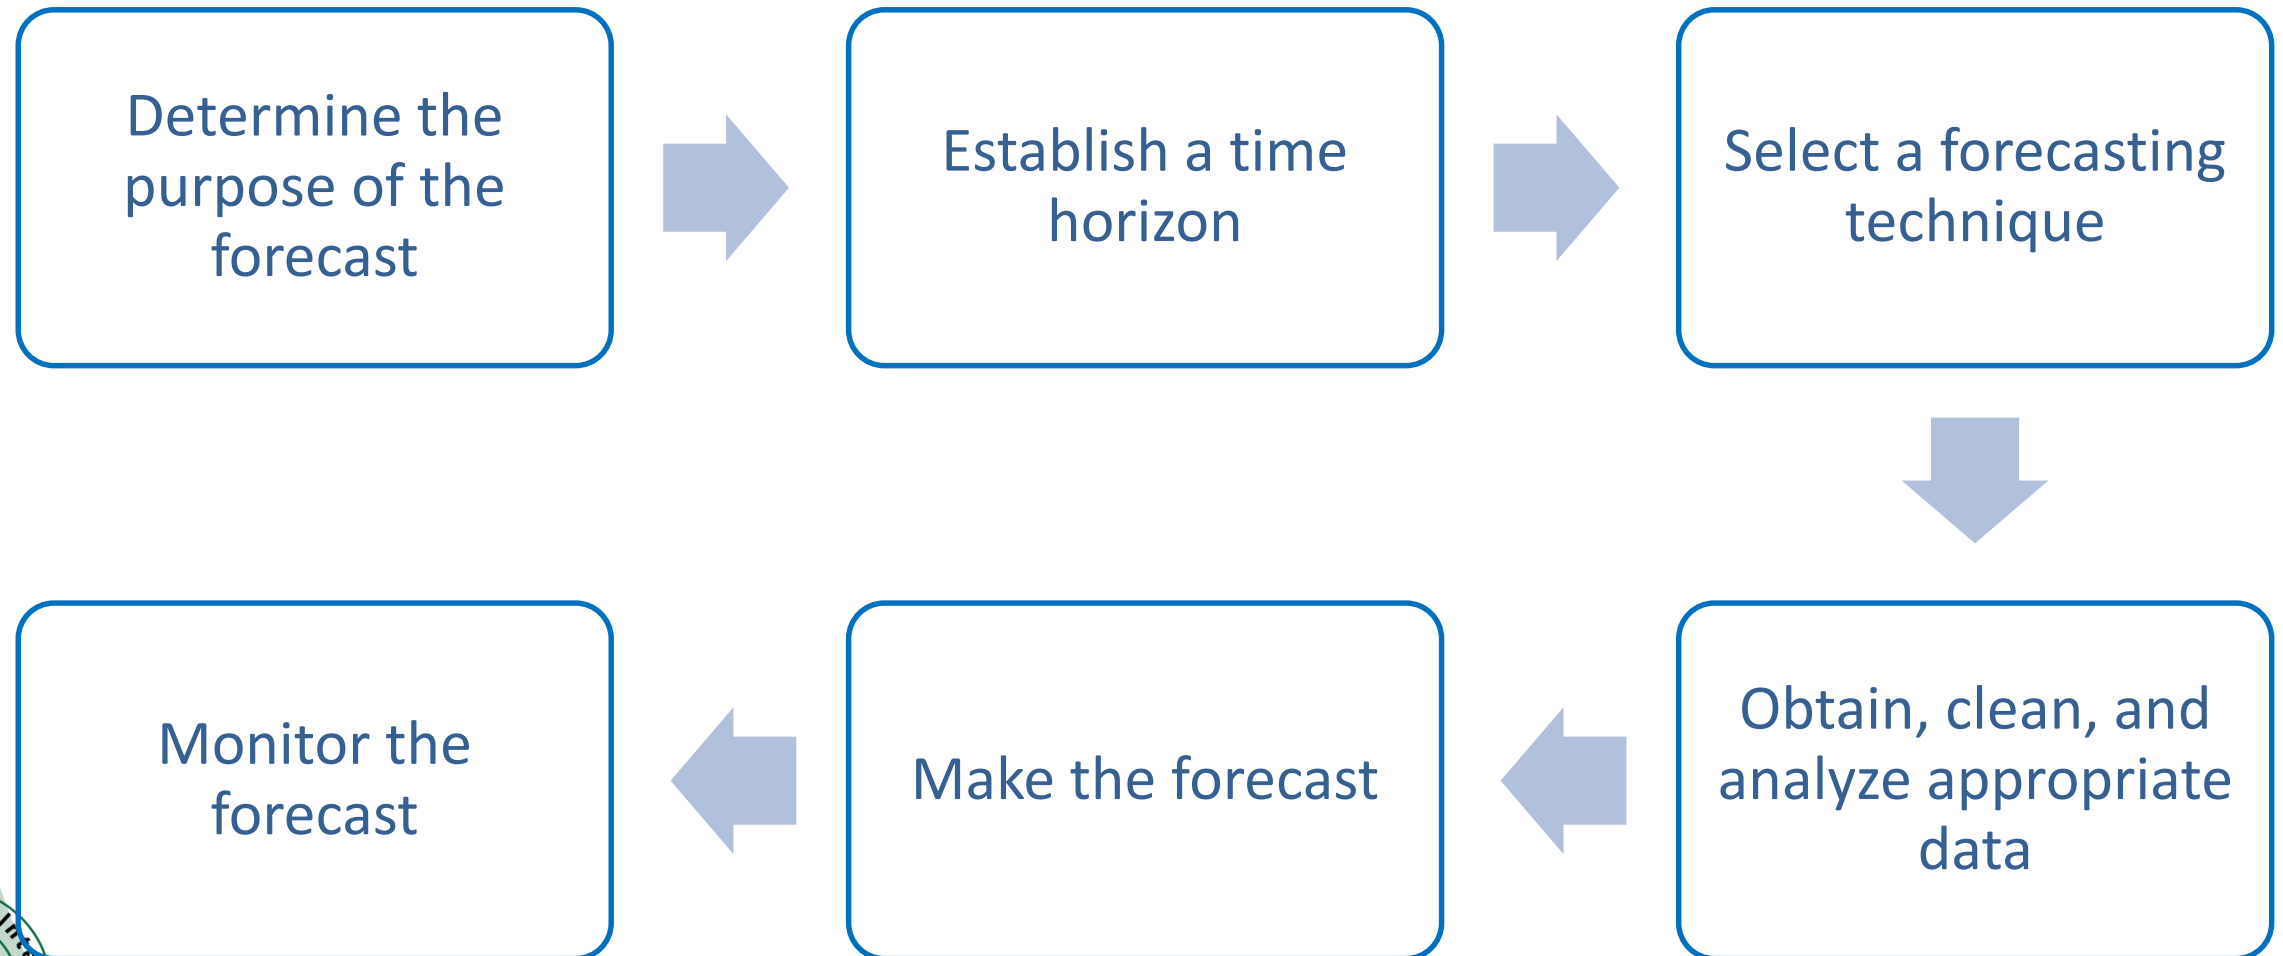 Determine the
purpose of the
forecast
Establish a time
horizon
Select a forecasting
technique
Obtain, clean, and
analyze appropriate
data
Make the forecast
Monitor the
forecast